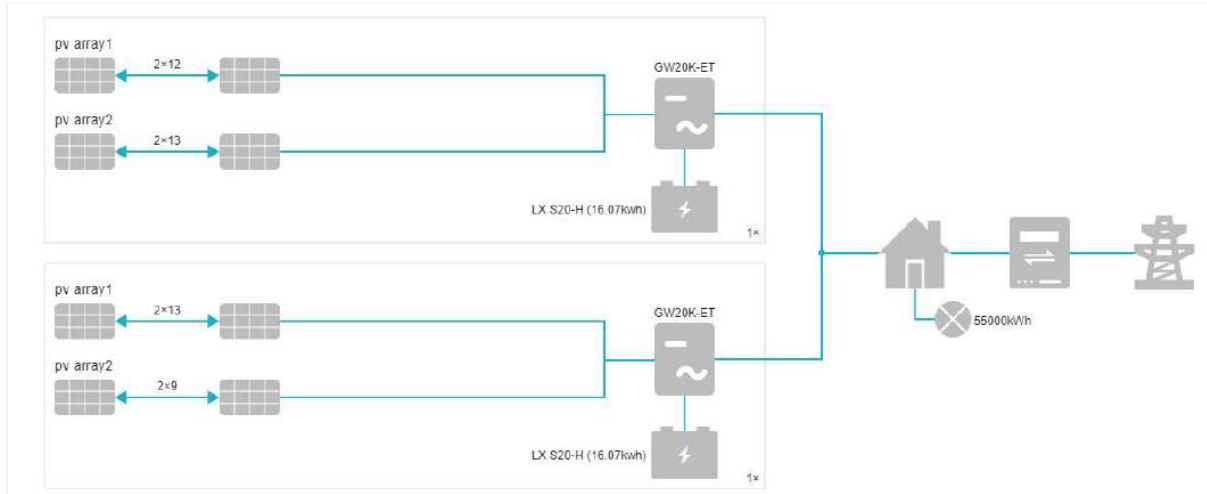 pv array1
2×12
GW20K-ET
pv array2
2×13
LX S20-H (16.07kwh)
1×
pv array1
2×13
GW20K-ET
55000kWh
pv array2
2×9
LX S20-H (16.07kwh)
1×